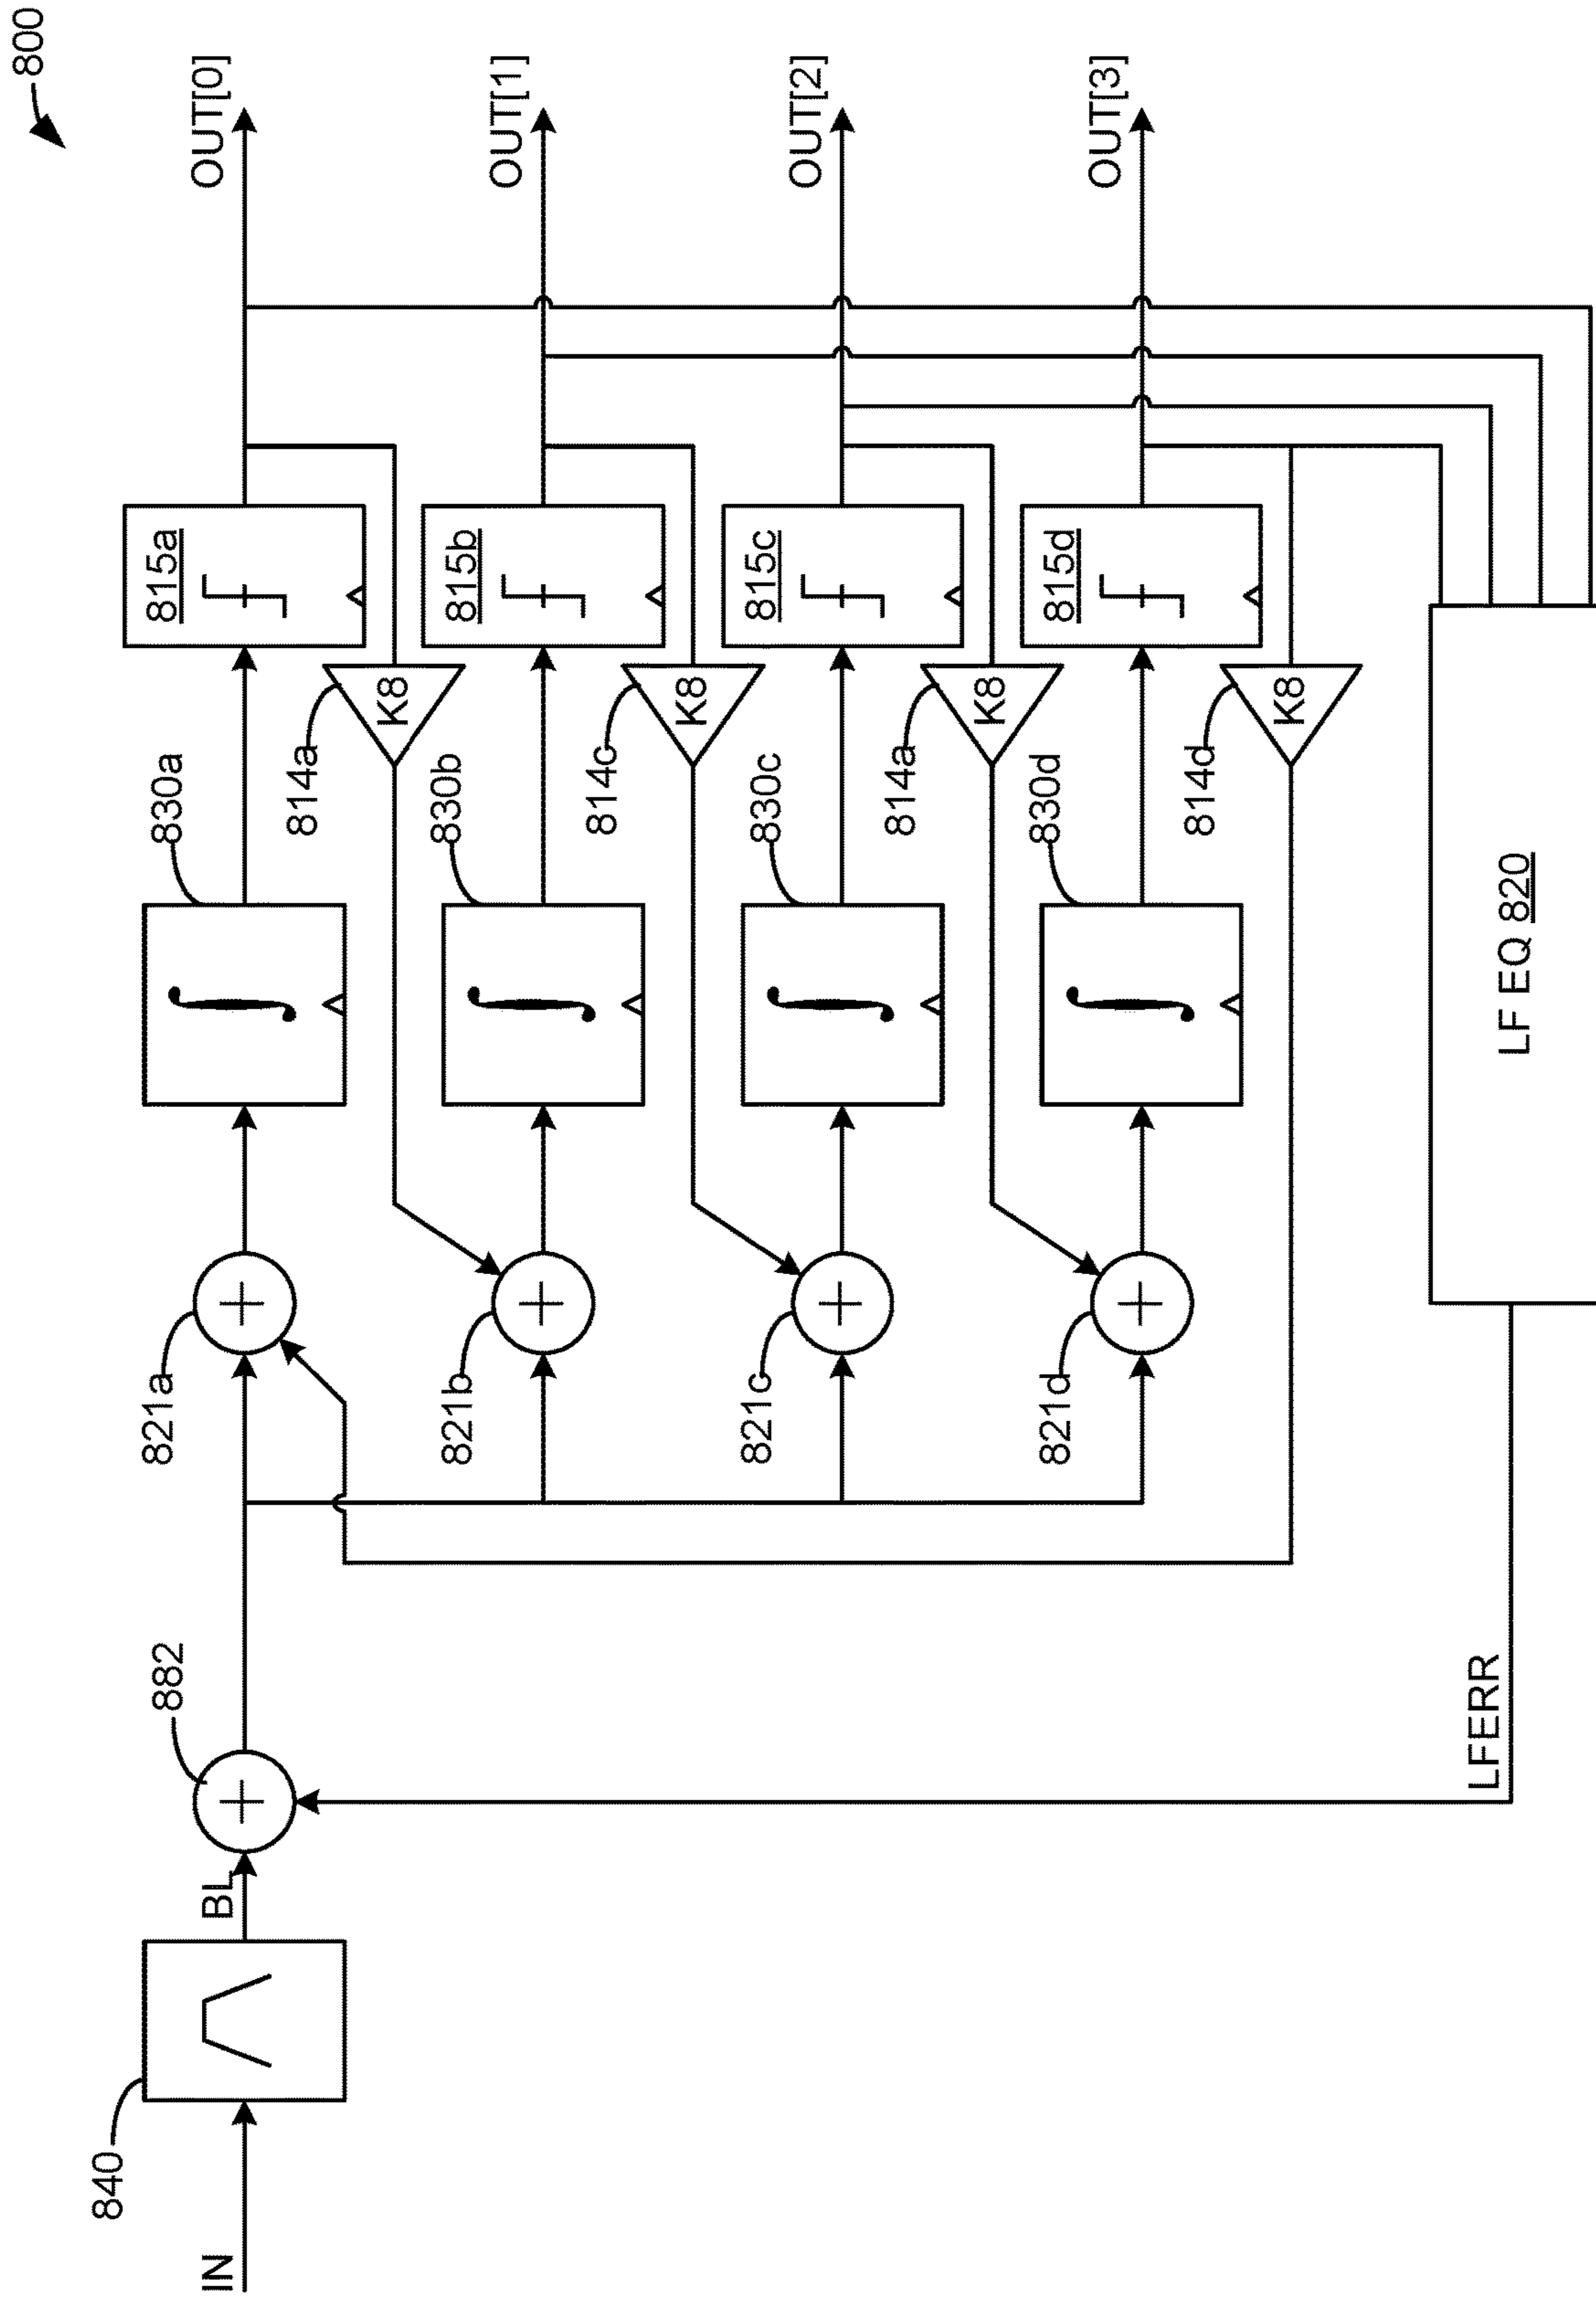 800
IN
840
BL
882
821a
830a
815a
OUT[0]
814a
K8
821b
830b
815b
OUT[1]
814c
K8
821c
830c
815c
OUT[2]
814a
K8
821d
830d
815d
OUT[3]
814d
K8
LFERR
LF EQ 820